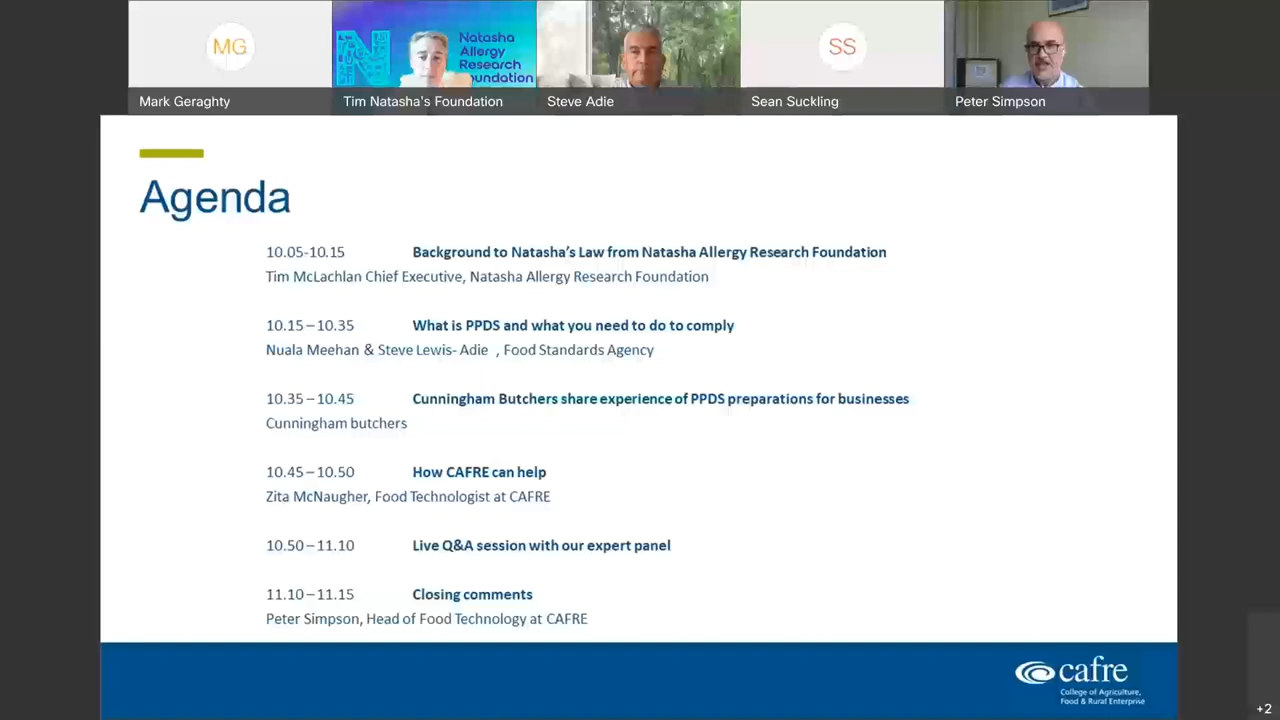 MG
N
Natasha
Allergy
Research
Foundation
SS
Mark Geraghty
Tim Natasha's Foundation
Steve Adie
Sean Suckling
Peter Simpson
Agenda
10.05-10.15 Background to Natasha's Law from Natasha Allergy Research Foundation
Tim McLachlan Chief Executive, Natasha Allergy Research Foundation
10.15 – 10.35 What is PPDS and what you need to do to comply
Nuala Meehan & Steve Lewis- Adie , Food Standards Agency
10.35 – 10.45 Cunningham Butchers share experience of PPDS preparations for businesses
Cunningham butchers
10.45 – 10.50 How CAFRE can help
Zita McNaugher, Food Technologist at CAFRE
10.50 – 11.10 Live Q&A session with our expert panel
11.10 – 11.15 Closing comments
Peter Simpson, Head of Food Technology at CAFRE
cafre
College of Agriculture,
Food & Rural Enterprise
+2